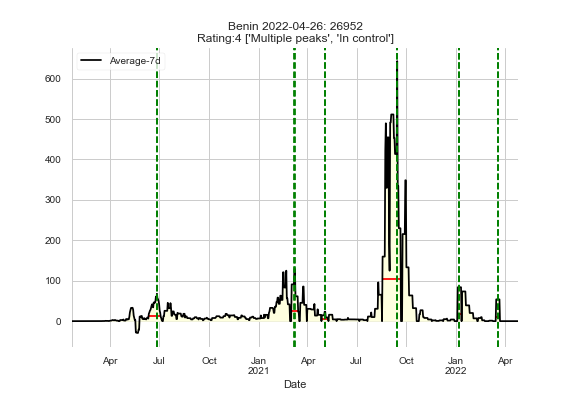 Benin 2022-04-26: 26952
Rating:4 ['Multiple peaks', 'In control']
Average-7d
600
500
400
300
200
100
0
Apr Jul Oct Jan Apr Jul Oct Jan Apr
2021 2022
Date